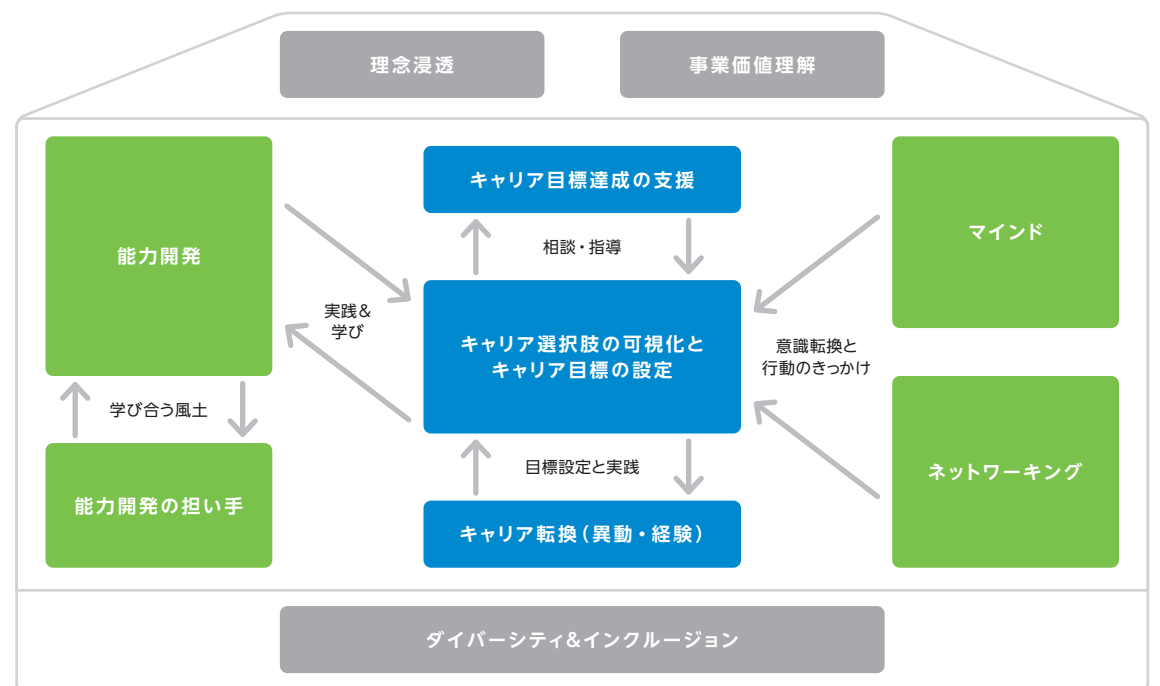 理念浸透
事業価値理解
能力開発
キャリア目標達成の支援
マインド
相談・指導
実践&
学び
キャリア選択肢の可視化と
キャリア目標の設定
意識転換と
行動のきっかけ
学び合う風土
目標設定と実践
ネットワーキング
能力開発の担い手
キャリア転換(異動・経験)
ダイバーシティ&インクルージョン